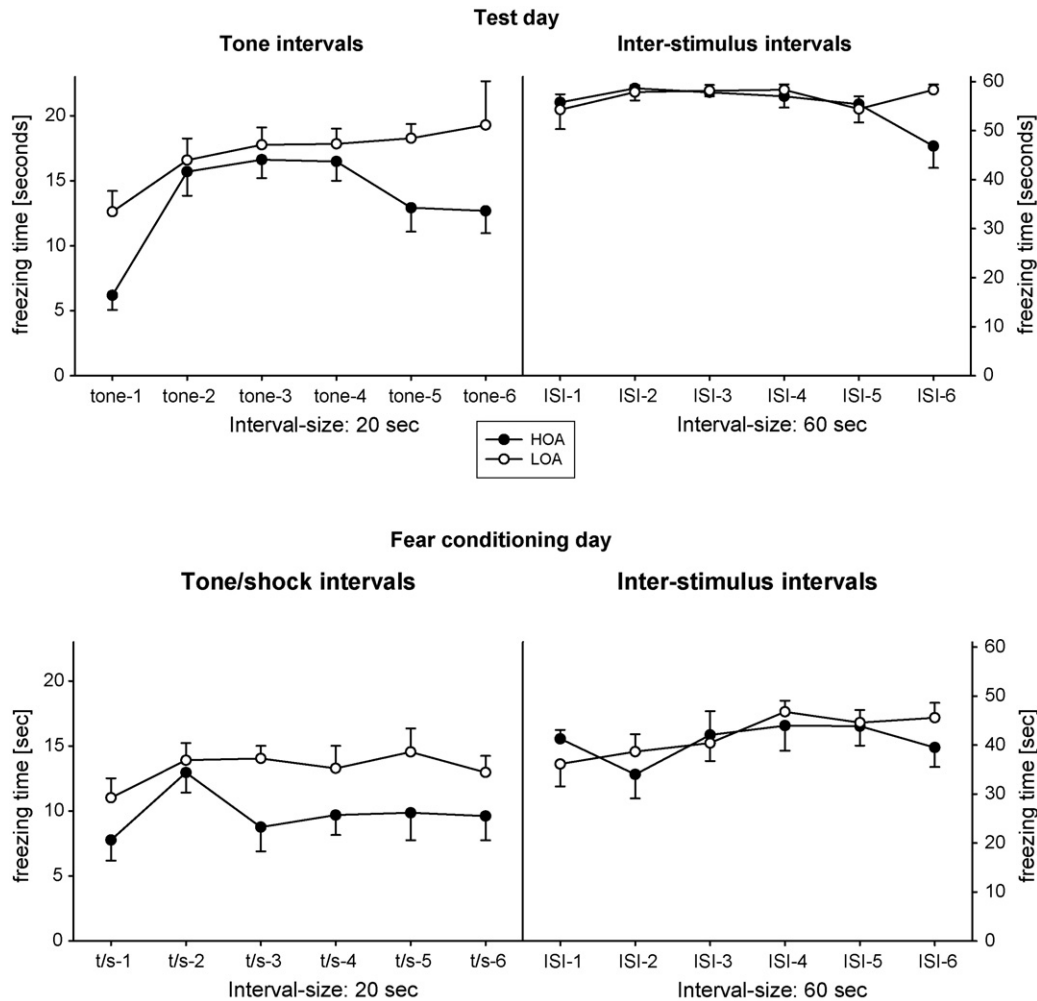 Test day
Tone intervals
Inter-stimulus intervals
freezing time [seconds]
20
15
10
5
0
tone-1 tone-2 tone-3 tone-4 tone-5 tone-6
Interval-size: 20 sec
60
50
40
30
20
10
0
freezing time [seconds]
ISI-1 ISI-2 ISI-3 ISI-4 ISI-5 ISI-6
Interval-size: 60 sec
HOA
LOA
Fear conditioning day
Tone/shock intervals
Inter-stimulus intervals
freezing time [sec]
20
15
10
5
0
t/s-1 t/s-2 t/s-3 t/s-4 t/s-5 t/s-6
Interval-size: 20 sec
60
50
40
30
20
10
0
freezing time [sec]
ISI-1 ISI-2 ISI-3 ISI-4 ISI-5 ISI-6
Interval-size: 60 sec